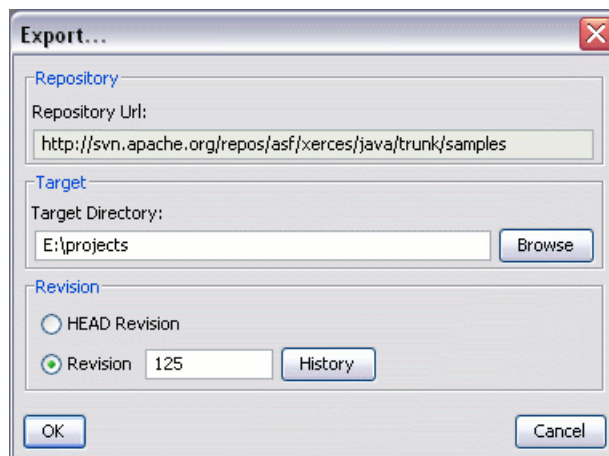 Export...
Repository
Repository Url:
http://svn.apache.org/repos/asf/xerces/java/trunk/samples
Target
Target Directory:
E:\projects
Browse
Revision
HEAD Revision
Revision 125 History
OK Cancel